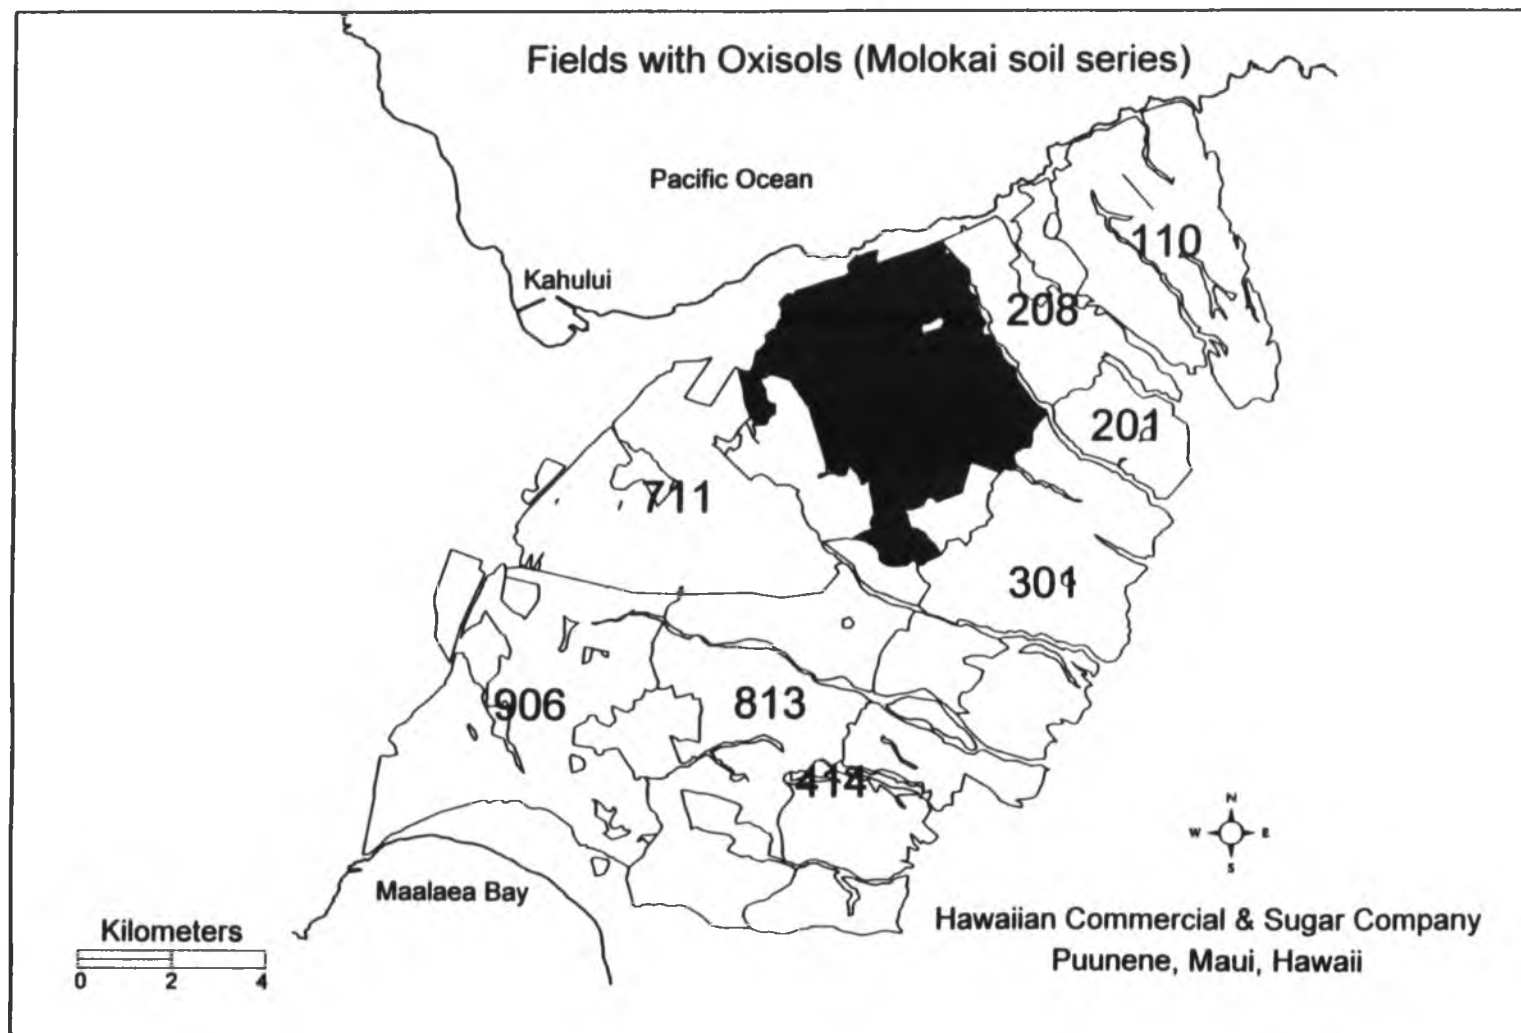 Fields with Oxisols (Molokai soil series)
Pacific Ocean
Kahului
110
208
201
711
301
906
813
414
N
W E
S
Maalaea Bay
Kilometers
0 2 4
Hawaiian Commercial & Sugar Company
Puunene, Maui, Hawaii